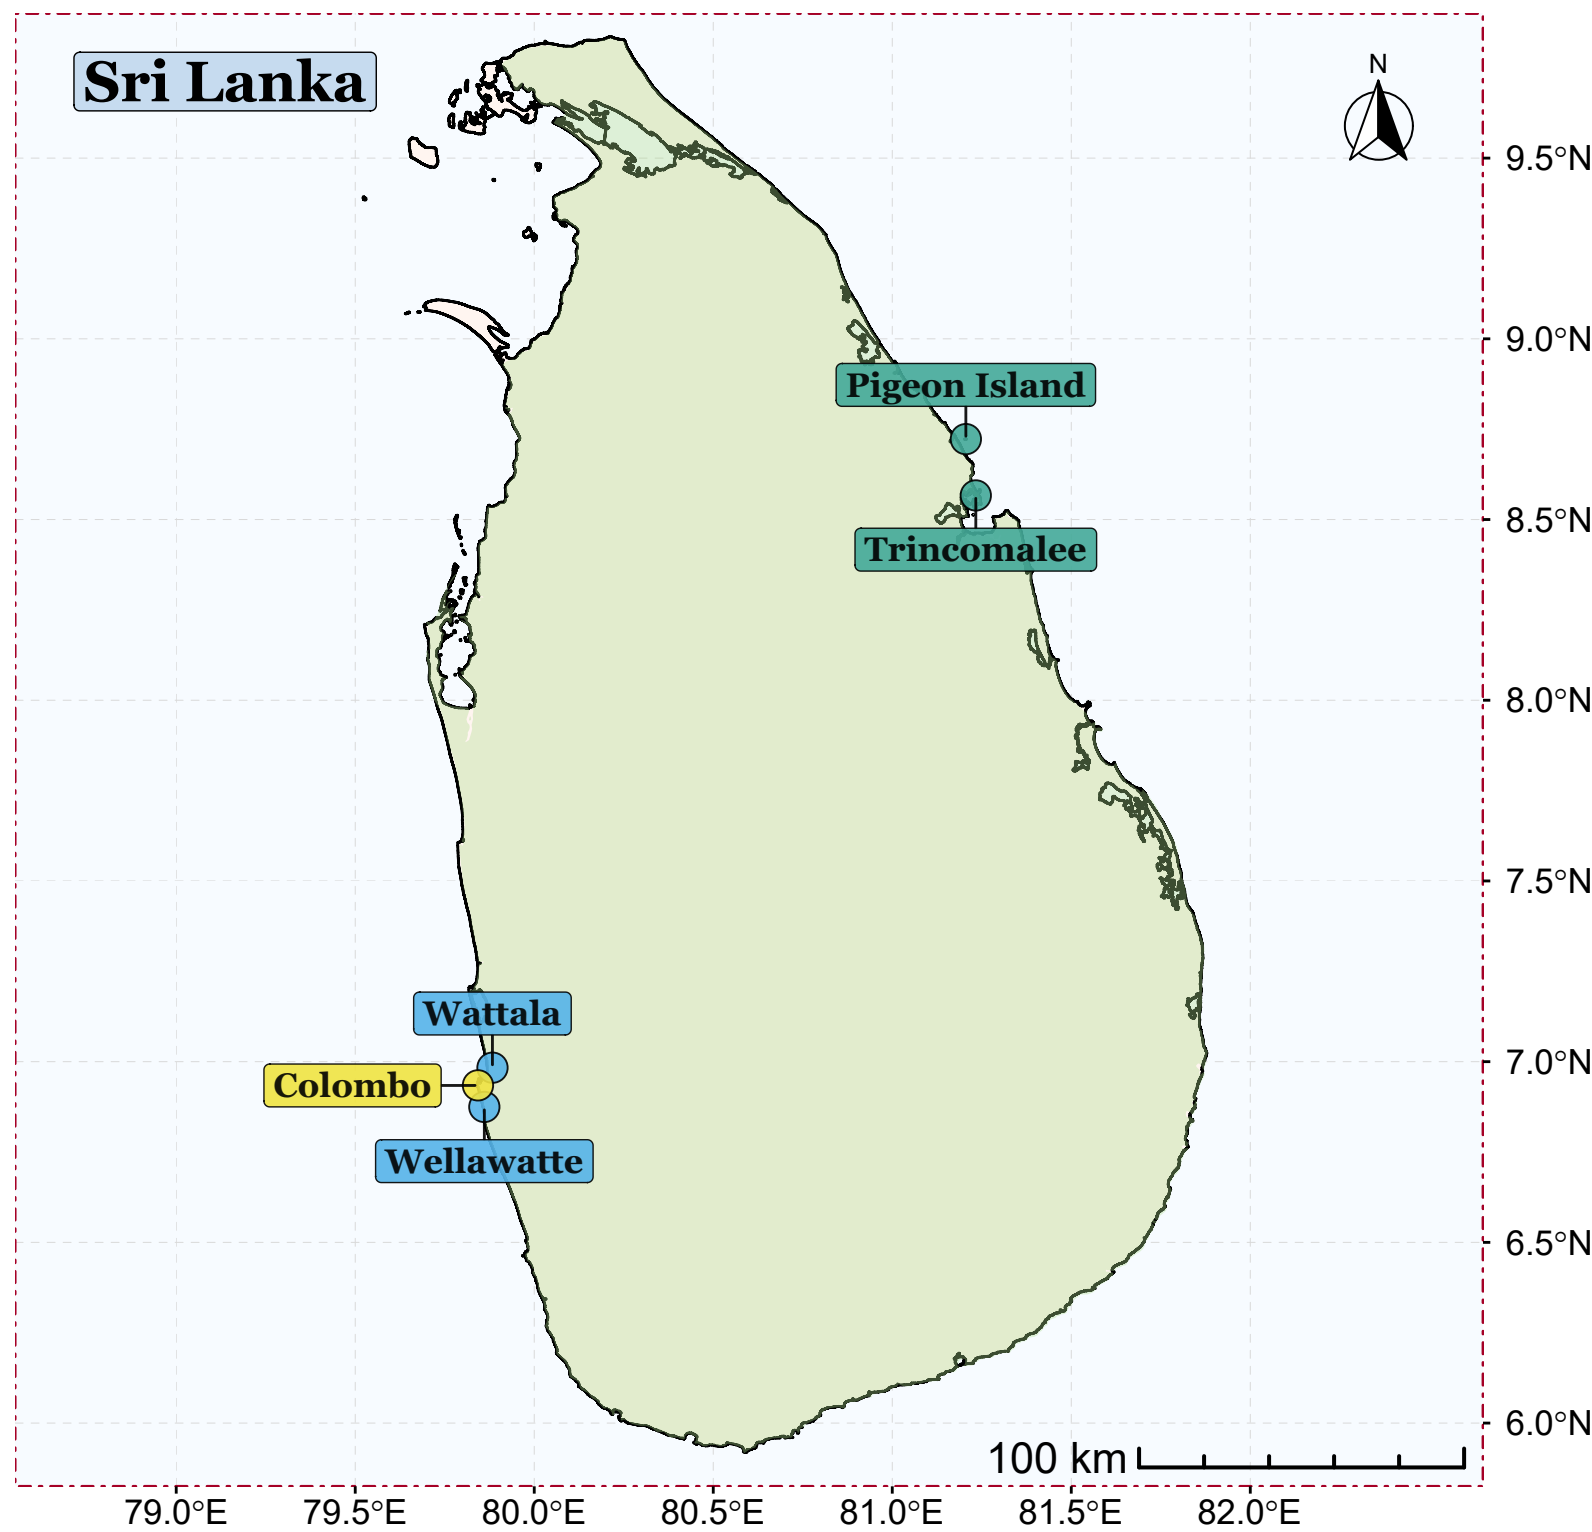 Sri Lanka
N
9.5°N
9.0°N
Pigeon Island
8.5°N
Trincomalee
8.0°N
7.5°N
Wattala
7.0°N
Colombo
Wellawatte
6.5°N
6.0°N
100 km
79.0°E 79.5°E 80.0°E 80.5°E 81.0°E 81.5°E 82.0°E